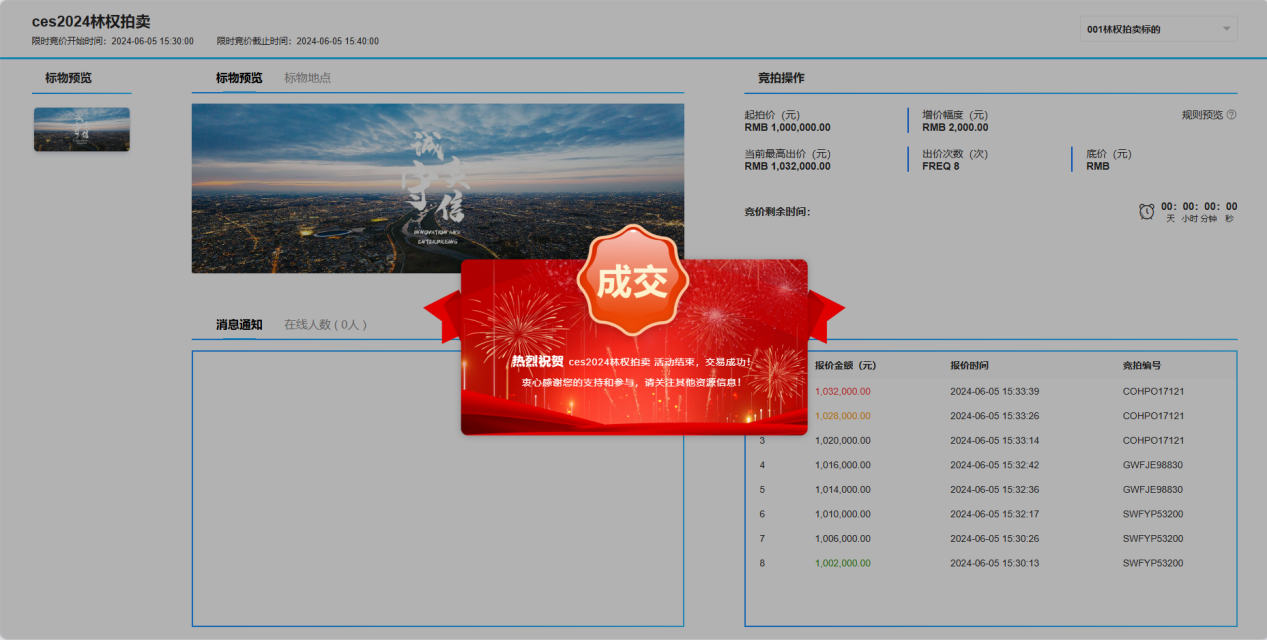 ces2024林权拍卖
限时竞价开始时间：2024-06-05 15:30:00 限时竞价截止时间：2024-06-05 15:40:00
001林权拍卖标的
标物预览
标物预览 标物地点
诚实
守信
竞拍操作
起拍价（元） 增价幅度（元） 规则预览
RMB 1,000,000.00 RMB 2,000.00
当前最高出价（元） 出价次数（次） 底价（元）
RMB 1,032,000.00 FREQ 8 RMB
竞价剩余时间：
00: 00: 00: 00
天 小时 分钟 秒
成交
热烈祝贺 ces2024林权拍卖 活动结束，交易成功！
衷心感谢您的支持和参与，请关注其他资源信息！
消息通知 在线人数 ( 0人 )
报价金额（元） 报价时间 竞拍编号
1,032,000.00 2024-06-05 15:33:39 COHPO17121
1,028,000.00 2024-06-05 15:33:26 COHPO17121
3 1,020,000.00 2024-06-05 15:33:14 COHPO17121
4 1,016,000.00 2024-06-05 15:32:42 GWFJE98830
5 1,014,000.00 2024-06-05 15:32:36 GWFJE98830
6 1,010,000.00 2024-06-05 15:32:17 SWFYP53200
7 1,006,000.00 2024-06-05 15:30:26 SWFYP53200
8 1,002,000.00 2024-06-05 15:30:13 SWFYP53200